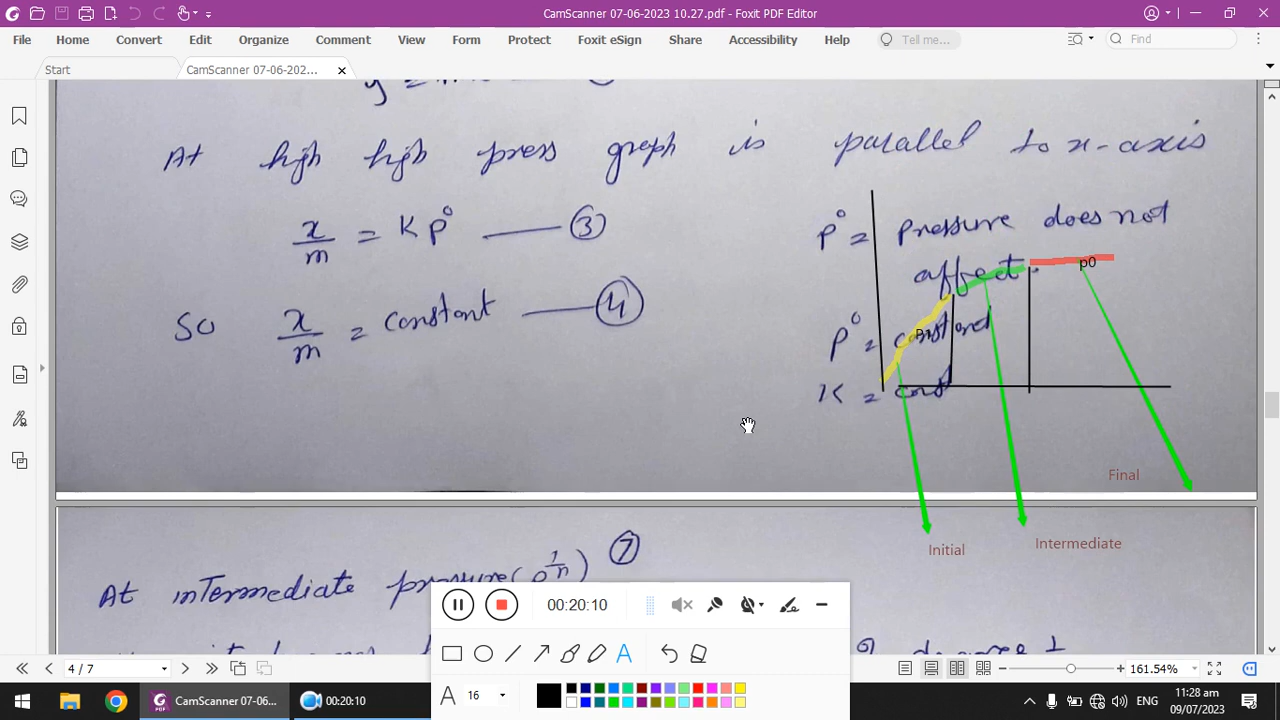 CamScanner 07-06-2023 10.27.pdf - Foxit PDF Editor
File Home Convert Edit Organize Comment View Form Protect Foxit eSign Share Accessibility Help Tell me... Find
Start CamScanner 07-06-202...
At high high press graph is parallel to x-axis
x/m = K p⁰ —— ③
p⁰ = Pressure does not
affect.
p0
So x/m = constant —— ④
p⁰ = constant
K = const
Final
Initial
Intermediate
At intermediate pressure (p^1/n) ⑦
00:20:10
A 16
4 / 7
161.54%
CamScanner 07-06...
00:20:10
ENG
11:28 am
09/07/2023